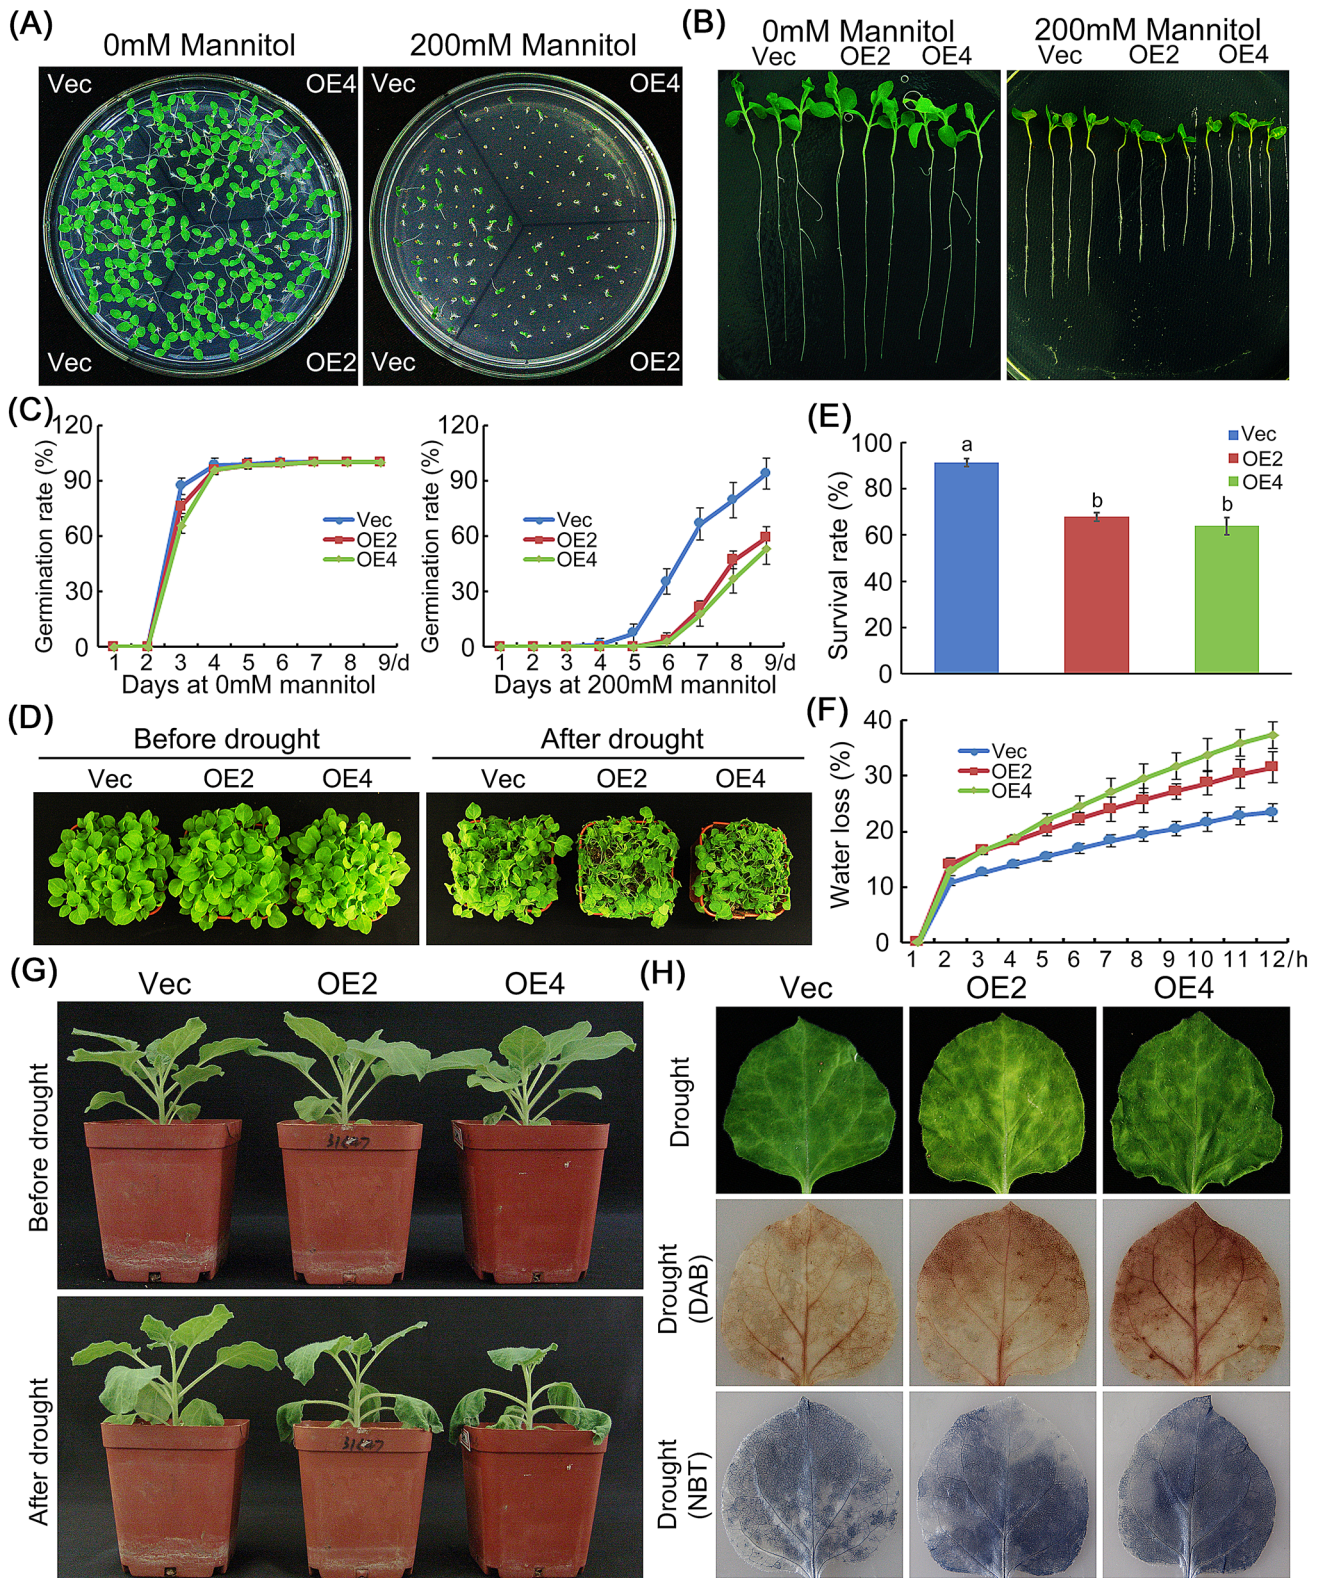 (A)
0mM Mannitol 200mM Mannitol
Vec OE4 Vec OE4
Vec OE2 Vec OE2
(B)
0mM Mannitol 200mM Mannitol
Vec OE2 OE4 Vec OE2 OE4
(C)
Germination rate (%)
120
90
60
30
0
Vec
OE2
OE4
1 2 3 4 5 6 7 8 9/d
Days at 0mM mannitol
Germination rate (%)
120
90
60
30
0
Vec
OE2
OE4
1 2 3 4 5 6 7 8 9/d
Days at 200mM mannitol
(E)
Survival rate (%)
100
80
60
40
20
0
a
b
b
Vec
OE2
OE4
(D)
Before drought After drought
Vec OE2 OE4 Vec OE2 OE4
(F)
Water loss (%)
40
30
20
10
0
Vec
OE2
OE4
1 2 3 4 5 6 7 8 9 10 11 12/h
(G)
Vec OE2 OE4
Before drought
After drought
(H)
Vec OE2 OE4
Drought
Drought
(DAB)
Drought
(NBT)